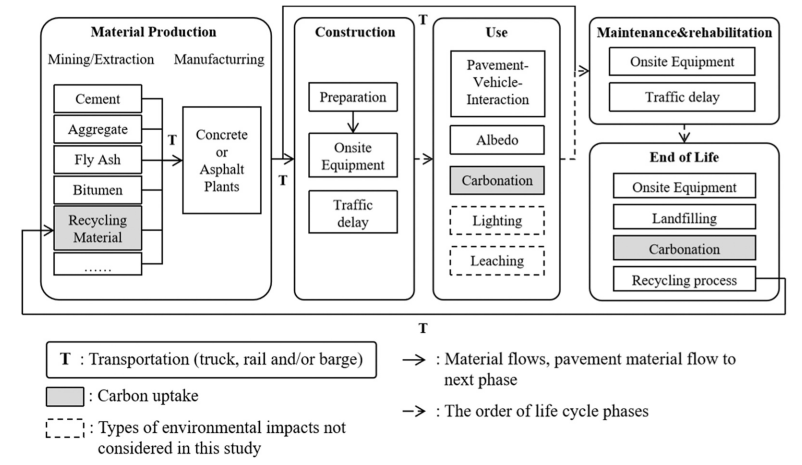 Material Production
Mining/Extraction
Manufacturring
Cement
Aggregate
Fly Ash
Bitumen
Recycling
Material
......
T
Concrete
or
Asphalt
Plants
T
T
Construction
Preparation
Onsite
Equipment
Traffic
delay
Use
Pavement-
Vehicle-
Interaction
Albedo
Carbonation
Lighting
Leaching
Maintenance&rehabilitation
Onsite Equipment
Traffic delay
End of Life
Onsite Equipment
Landfilling
Carbonation
Recycling process
T
T : Transportation (truck, rail and/or barge)
: Carbon uptake
: Types of environmental impacts not
considered in this study
: Material flows, pavement material flow to
next phase
: The order of life cycle phases